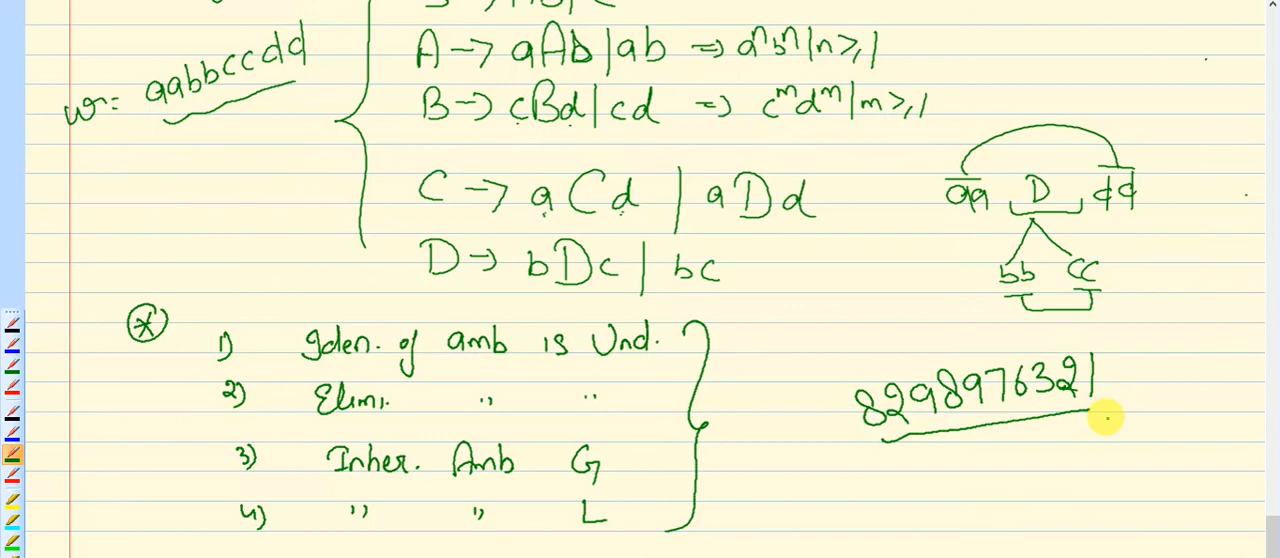 A → aAb | ab ⇒ aⁿbⁿ | n ≥ 1
w = aabbccdd
B → cBd | cd ⇒ cᵐdᵐ | m ≥ 1
C → aCd | aDd
aa D dd
D → bDc | bc
bb cc
1) Iden. of amb is Und.
2) Elimi. " "
8298976321
3) Inher. Amb G
4) " " L